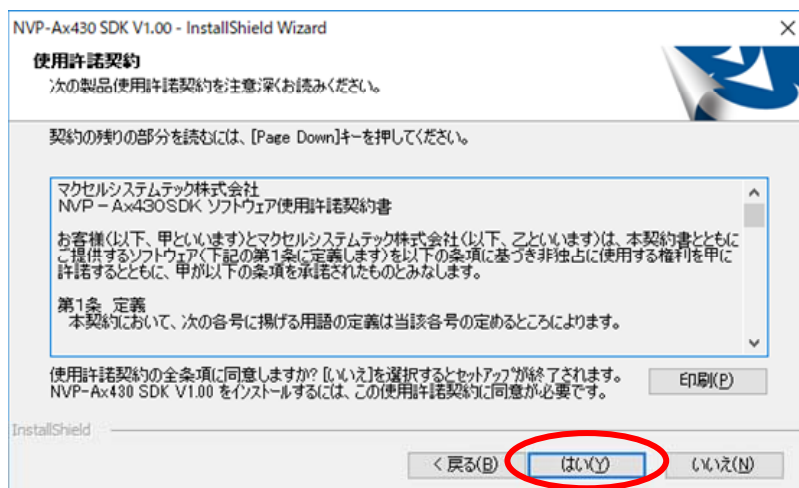 NVP-Ax430 SDK V1.00 - InstallShield Wizard
使用許諾契約
次の製品使用許諾契約を注意深くお読みください。
契約の残りの部分を読むには、[Page Down]キーを押してください。
マクセルシステムテック株式会社
NVP－Ax430SDK ソフトウェア使用許諾契約書
お客様(以下、甲といいます)とマクセルシステムテック株式会社(以下、乙といいます)は、本契約書とともに
ご提供するソフトウェア(下記の第1条に定義します)を以下の条項に基づき非独占に使用する権利を甲に
許諾するとともに、甲が以下の条項を承諾されたものとみなします。
第1条 定義
本契約において、次の各号に掲げる用語の定義は当該各号の定めるところによります。
使用許諾契約の全条項に同意しますか? [いいえ]を選択するとセットアップが終了されます。
NVP-Ax430 SDK V1.00 をインストールするには、この使用許諾契約に同意が必要です。
印刷(P)
InstallShield
< 戻る(B)
はい(Y)
いいえ(N)